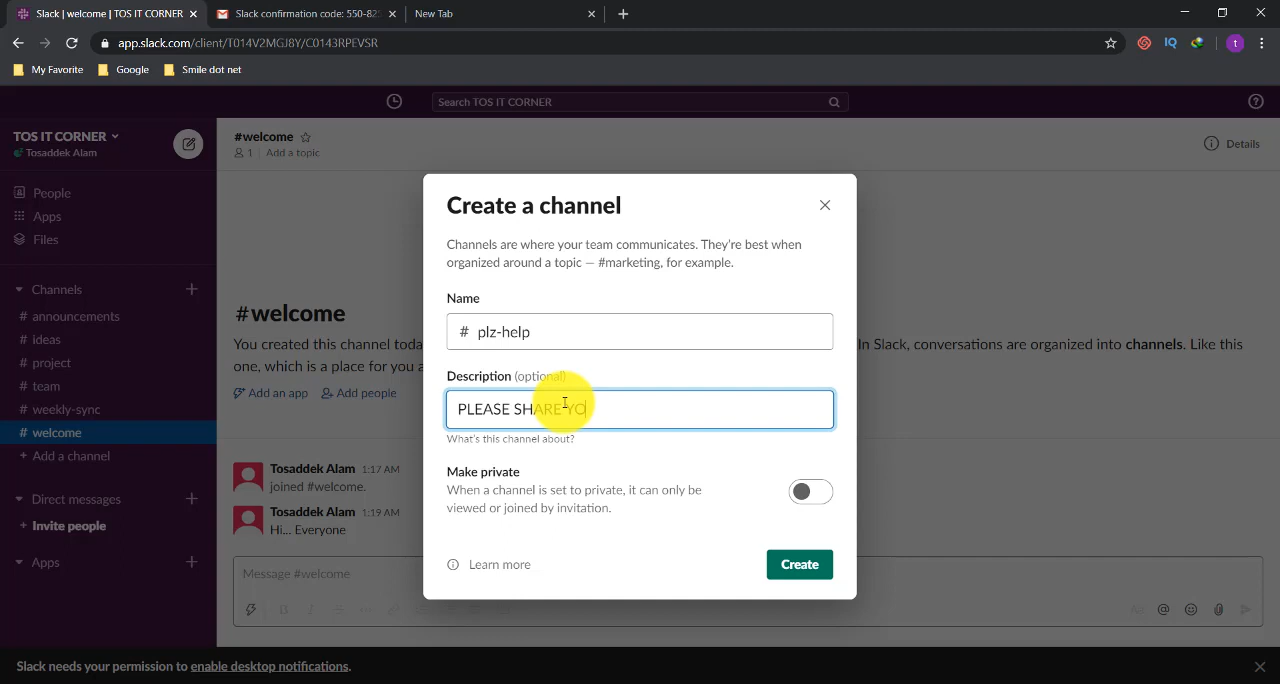 Slack | welcome | TOS IT CORNER
Slack confirmation code: 550-82
New Tab
app.slack.com/client/T014V2MGJ8Y/C0143RPEVSR
My Favorite
Google
Smile dot net
IQ
t
Search TOS IT CORNER
TOS IT CORNER
Tosaddek Alam
#welcome
1 | Add a topic
Details
People
Apps
Files
Channels
# announcements
# ideas
# project
# team
# weekly-sync
# welcome
+ Add a channel
Direct messages
+ Invite people
Apps
#welcome
You created this channel toda
In Slack, conversations are organized into channels. Like this
one, which is a place for you a
Add an app
Add people
Tosaddek Alam 1:17 AM
joined #welcome.
Tosaddek Alam 1:19 AM
Hi... Everyone
Message #welcome
Create a channel
Channels are where your team communicates. They're best when
organized around a topic — #marketing, for example.
Name
# plz-help
Description (optional)
PLEASE SHARE YO
What's this channel about?
Make private
When a channel is set to private, it can only be
viewed or joined by invitation.
Learn more
Create
Slack needs your permission to enable desktop notifications.